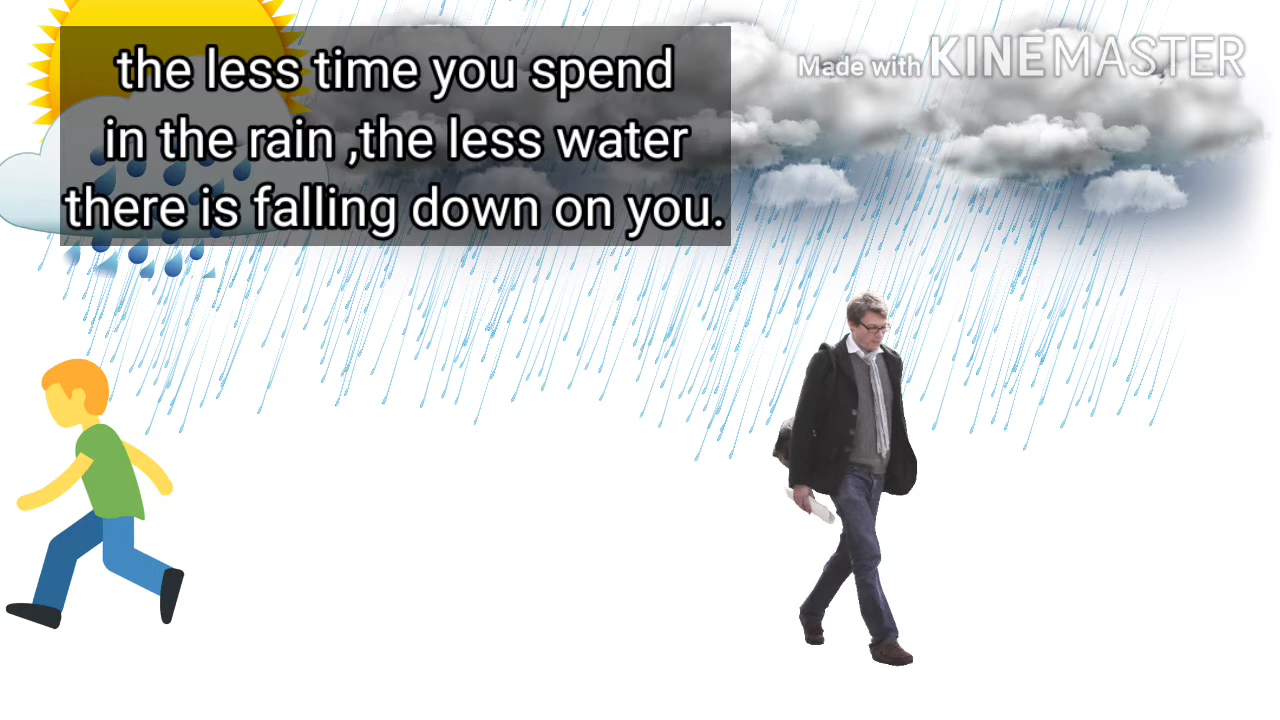 the less time you spend
in the rain ,the less water
there is falling down on you.
Made with KINEMASTER